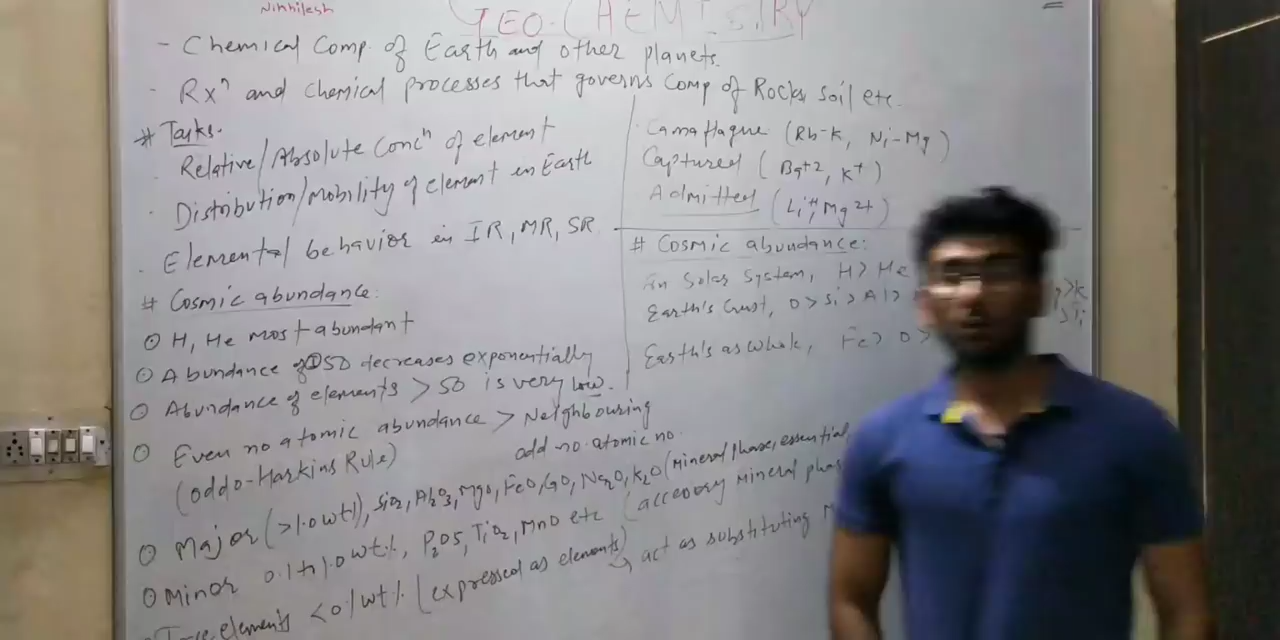 Nikhilesh
GEO-CHEMISTRY
- Chemical Comp. of Earth and other planets.
- Rxⁿ and chemical processes that governs Comp of Rocks, soil etc.
# Tasks.
· Relative/Absolute Concⁿ of element
· Distribution/Mobility of element in Earth
· Elemental behavior in IR, MR, SR
# Cosmic abundance:
⊙ H, He most abundant
⊙ Abundance of 50 decreases exponentially
⊙ Abundance of elements > 50 is very low.
⊙ Even no atomic abundance > Neighbouring
odd no. atomic no
(Oddo-Harkins Rule)
⊙ Major (>1.0 wt%), SiO2, Al2O3, MgO, FeO, CaO, Na2O, K2O (mineral phase, essential
⊙ Minor 0.1 to 1.0 wt%, P2O5, TiO2, MnO etc (accessory mineral phas
Trace elements <0.1 wt% (expressed as elements)
→ act as substituting
Camaflague (Rb-K, Ni-Mg)
Captured (Ba+2, K+)
Admitted (Li+, Mg2+)
# Cosmic abundance:
In Solar System, H > He
Earth's Crust, O > Si > Al >
>K
Earth's as whole, Fe > O >